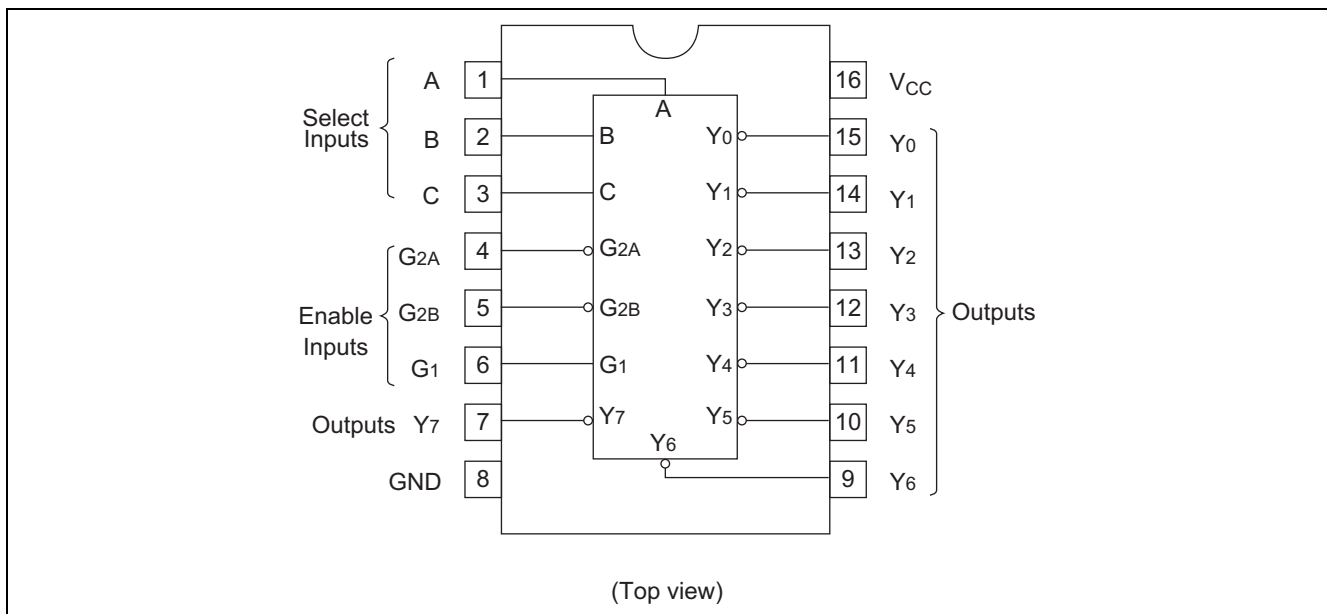 A 1 16 VCC
A
Select
Inputs
B 2 B Y0 15 Y0
C 3 C Y1 14 Y1
G2A 4 G2A Y2 13 Y2
Enable
Inputs
G2B 5 G2B Y3 12 Y3
Outputs
G1 6 G1 Y4 11 Y4
Outputs Y7 7 Y7 Y5 10 Y5
Y6
GND 8 9 Y6
(Top view)